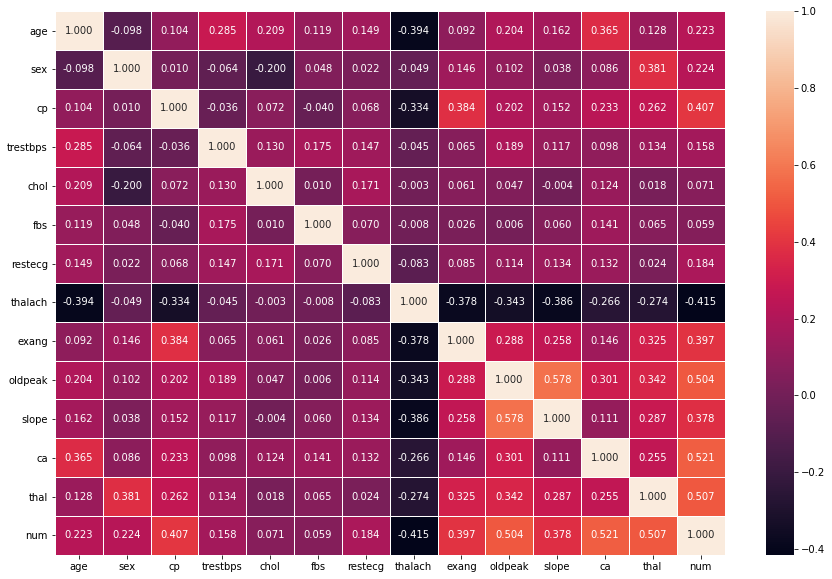 age 1.000 -0.098 0.104 0.285 0.209 0.119 0.149 -0.394 0.092 0.204 0.162 0.365 0.128 0.223
sex -0.098 1.000 0.010 -0.064 -0.200 0.048 0.022 -0.049 0.146 0.102 0.038 0.086 0.381 0.224
cp 0.104 0.010 1.000 -0.036 0.072 -0.040 0.068 -0.334 0.384 0.202 0.152 0.233 0.262 0.407
trestbps 0.285 -0.064 -0.036 1.000 0.130 0.175 0.147 -0.045 0.065 0.189 0.117 0.098 0.134 0.158
chol 0.209 -0.200 0.072 0.130 1.000 0.010 0.171 -0.003 0.061 0.047 -0.004 0.124 0.018 0.071
fbs 0.119 0.048 -0.040 0.175 0.010 1.000 0.070 -0.008 0.026 0.006 0.060 0.141 0.065 0.059
restecg 0.149 0.022 0.068 0.147 0.171 0.070 1.000 -0.083 0.085 0.114 0.134 0.132 0.024 0.184
thalach -0.394 -0.049 -0.334 -0.045 -0.003 -0.008 -0.083 1.000 -0.378 -0.343 -0.386 -0.266 -0.274 -0.415
exang 0.092 0.146 0.384 0.065 0.061 0.026 0.085 -0.378 1.000 0.288 0.258 0.146 0.325 0.397
oldpeak 0.204 0.102 0.202 0.189 0.047 0.006 0.114 -0.343 0.288 1.000 0.578 0.301 0.342 0.504
slope 0.162 0.038 0.152 0.117 -0.004 0.060 0.134 -0.386 0.258 0.578 1.000 0.111 0.287 0.378
ca 0.365 0.086 0.233 0.098 0.124 0.141 0.132 -0.266 0.146 0.301 0.111 1.000 0.255 0.521
thal 0.128 0.381 0.262 0.134 0.018 0.065 0.024 -0.274 0.325 0.342 0.287 0.255 1.000 0.507
num 0.223 0.224 0.407 0.158 0.071 0.059 0.184 -0.415 0.397 0.504 0.378 0.521 0.507 1.000
age sex cp trestbps chol fbs restecg thalach exang oldpeak slope ca thal num
1.0
0.8
0.6
0.4
0.2
0.0
-0.2
-0.4